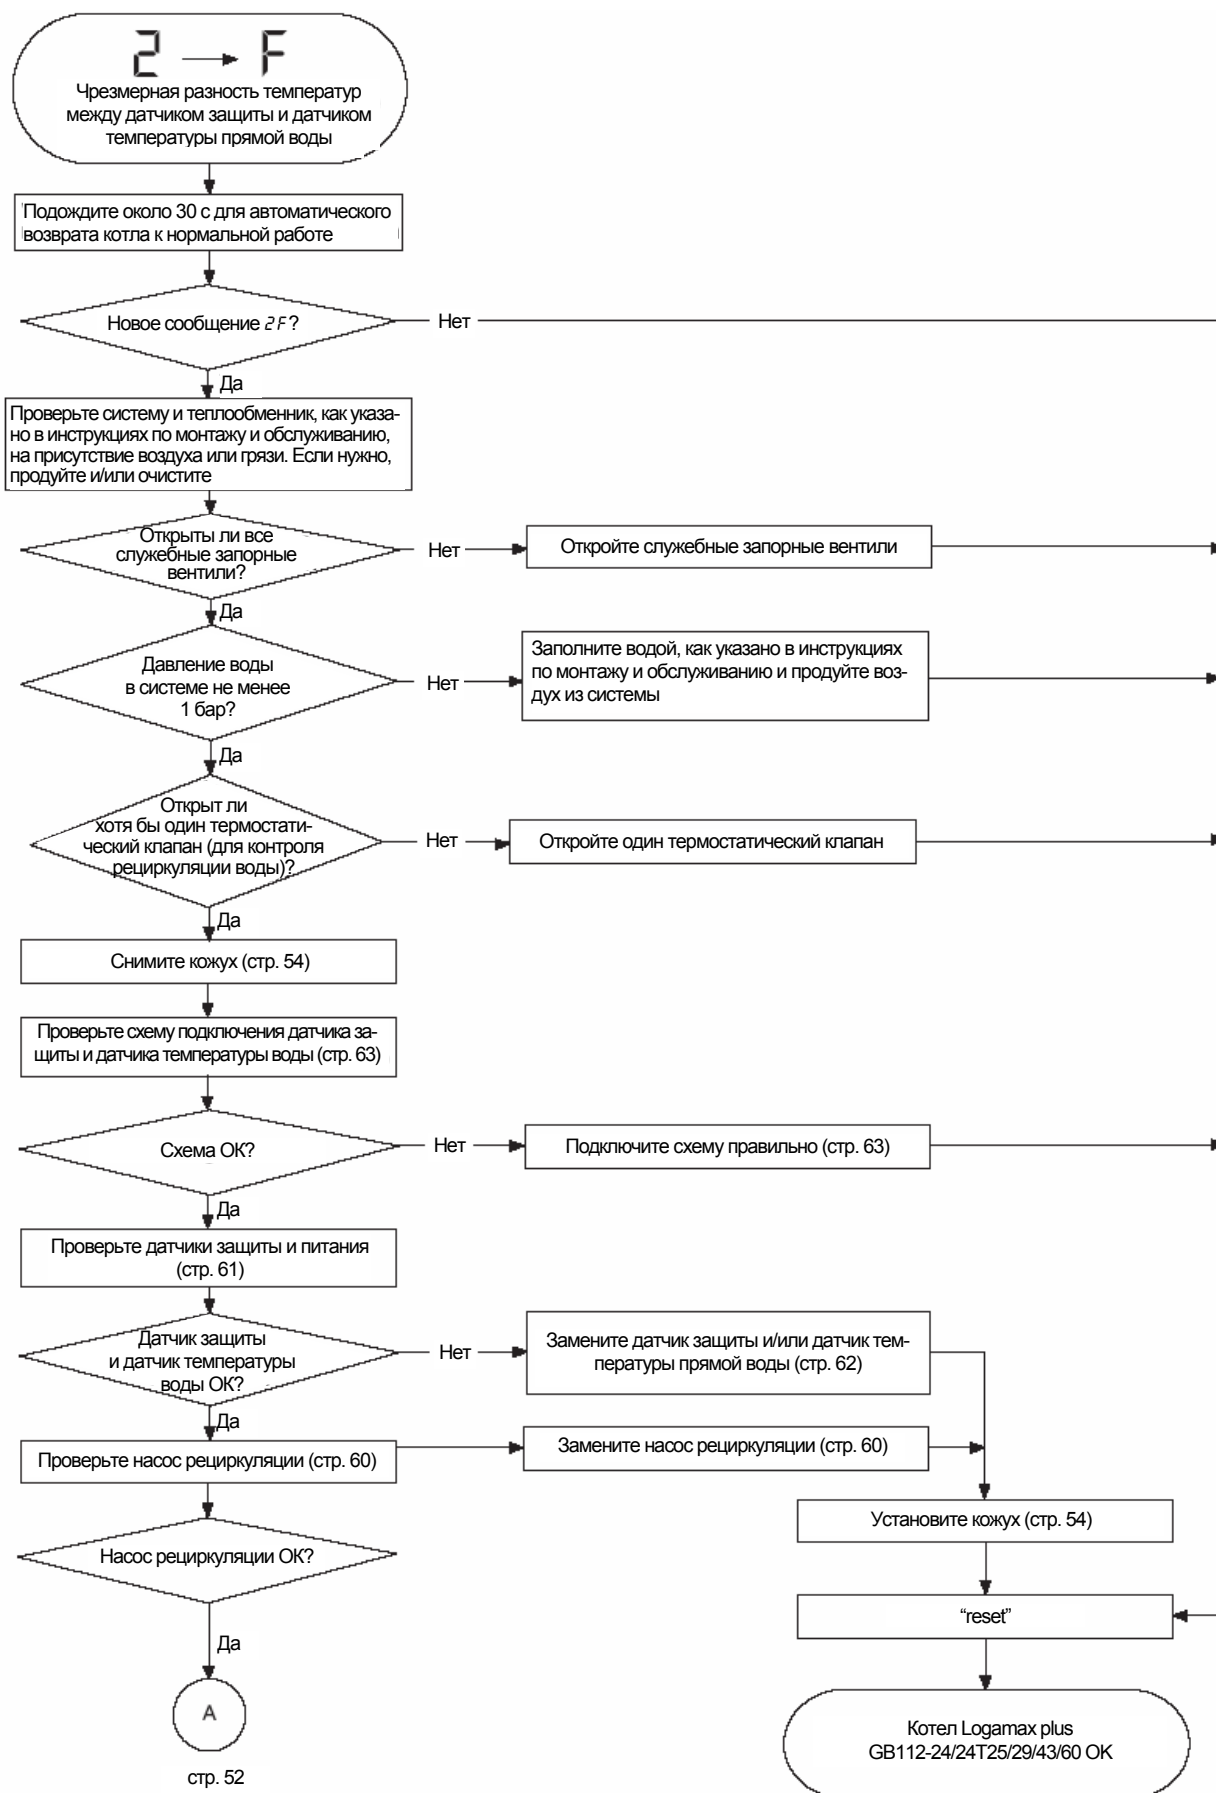 2 → F
Чрезмерная разность температур
между датчиком защиты и датчиком
температуры прямой воды
Подождите около 30 с для автоматического
возврата котла к нормальной работе
Новое сообщение 2F?
Нет
Да
Проверьте систему и теплообменник, как указа-
но в инструкциях по монтажу и обслуживанию,
на присутствие воздуха или грязи. Если нужно,
продуйте и/или очистите
Открыты ли все
служебные запорные
вентили?
Нет
Откройте служебные запорные вентили
Да
Давление воды
в системе не менее
1 бар?
Нет
Заполните водой, как указано в инструкциях
по монтажу и обслуживанию и продуйте воз-
дух из системы
Да
Открыт ли
хотя бы один термостати-
ческий клапан (для контроля
рециркуляции воды)?
Нет
Откройте один термостатический клапан
Да
Снимите кожух (стр. 54)
Проверьте схему подключения датчика за-
щиты и датчика температуры воды (стр. 63)
Схема ОК?
Нет
Подключите схему правильно (стр. 63)
Да
Проверьте датчики защиты и питания
(стр. 61)
Датчик защиты
и датчик температуры
воды ОК?
Нет
Замените датчик защиты и/или датчик тем-
пературы прямой воды (стр. 62)
Да
Проверьте насос рециркуляции (стр. 60)
Замените насос рециркуляции (стр. 60)
Установите кожух (стр. 54)
Насос рециркуляции ОК?
“reset”
Да
A
Котел Logamax plus
GB112-24/24T25/29/43/60 OK
стр. 52